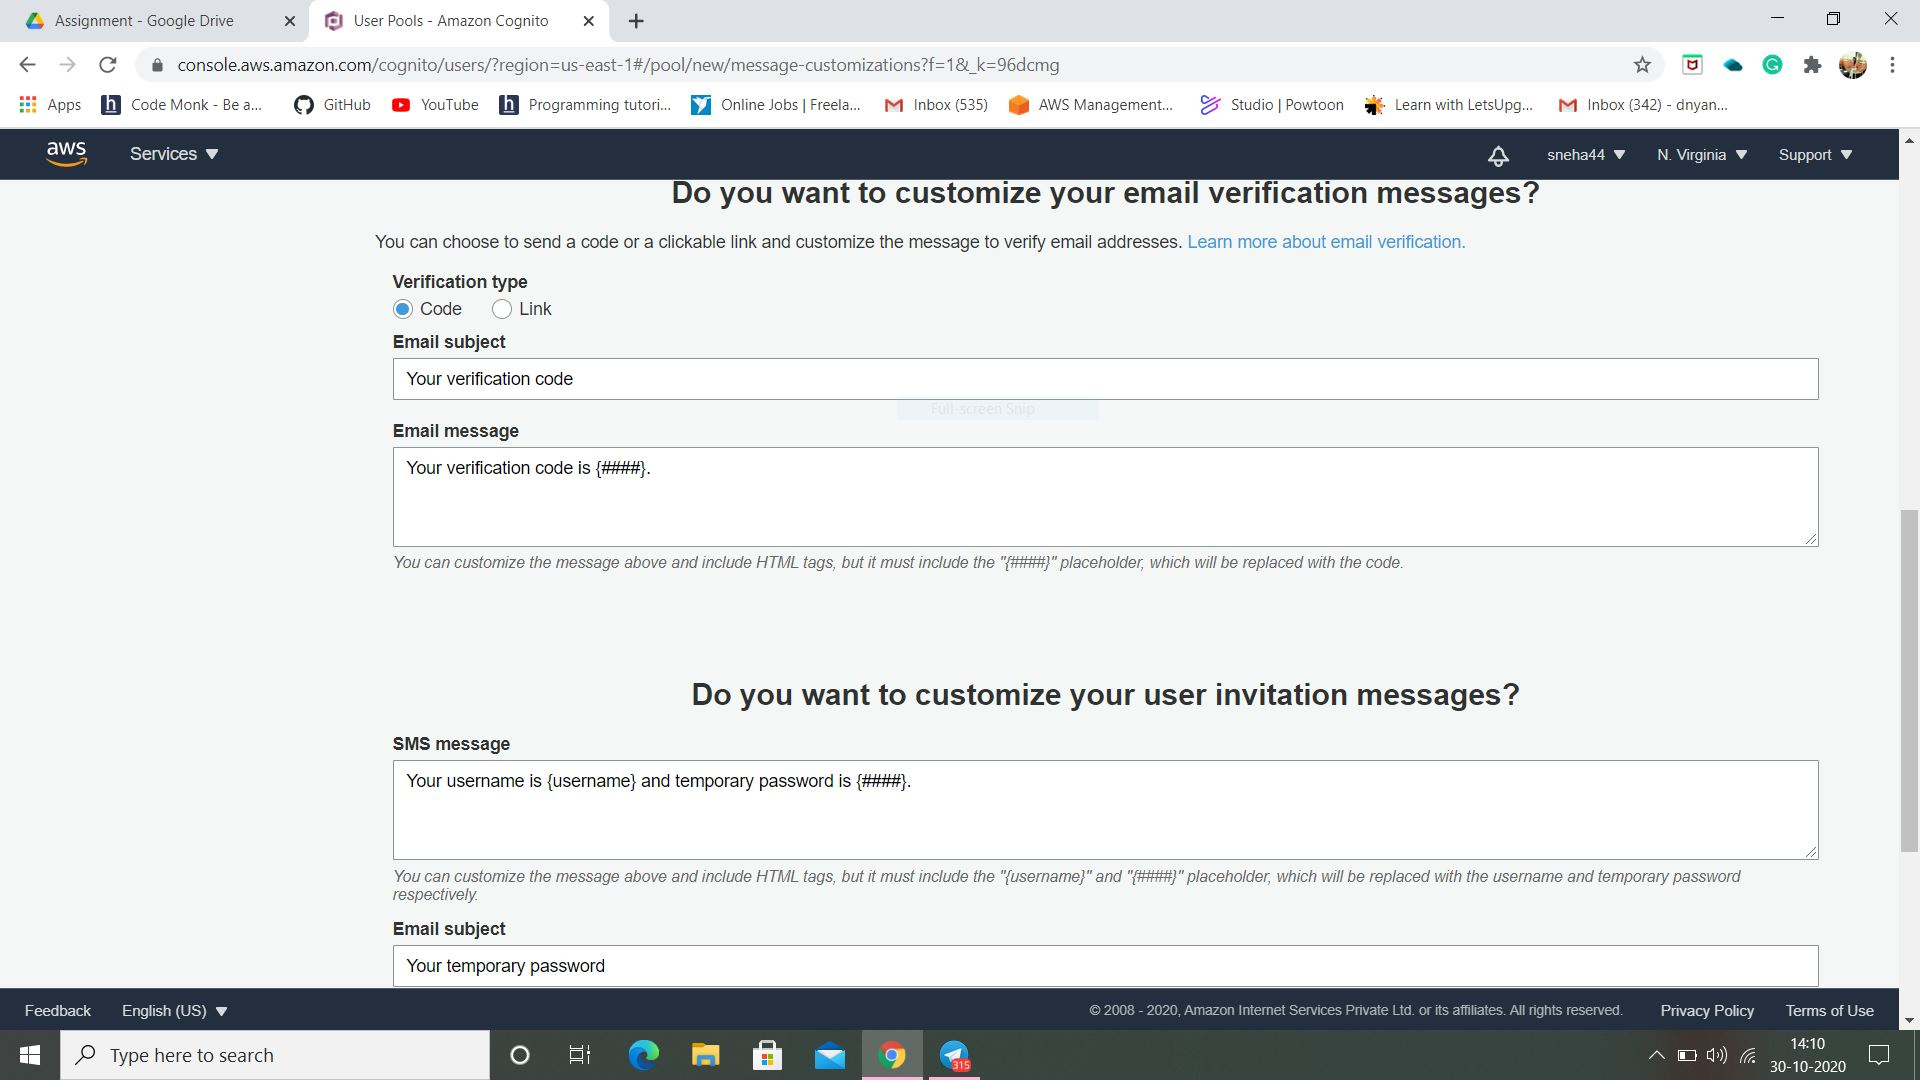 Assignment - Google Drive
User Pools - Amazon Cognito
console.aws.amazon.com/cognito/users/?region=us-east-1#/pool/new/message-customizations?f=1&_k=96dcmg
Apps
Code Monk - Be a...
GitHub
YouTube
Programming tutori...
Online Jobs | Freela...
Inbox (535)
AWS Management...
Studio | Powtoon
Learn with LetsUpg...
Inbox (342) - dnyan...
aws
Services
sneha44
N. Virginia
Support
Do you want to customize your email verification messages?
You can choose to send a code or a clickable link and customize the message to verify email addresses. Learn more about email verification.
Verification type
Code
Link
Email subject
Your verification code
Full-screen Snip
Email message
Your verification code is {####}.
You can customize the message above and include HTML tags, but it must include the "{####}" placeholder, which will be replaced with the code.
Do you want to customize your user invitation messages?
SMS message
Your username is {username} and temporary password is {####}.
You can customize the message above and include HTML tags, but it must include the "{username}" and "{####}" placeholder, which will be replaced with the username and temporary password
respectively.
Email subject
Your temporary password
Feedback
English (US)
© 2008 - 2020, Amazon Internet Services Private Ltd. or its affiliates. All rights reserved.
Privacy Policy
Terms of Use
Type here to search
315
14:10
30-10-2020